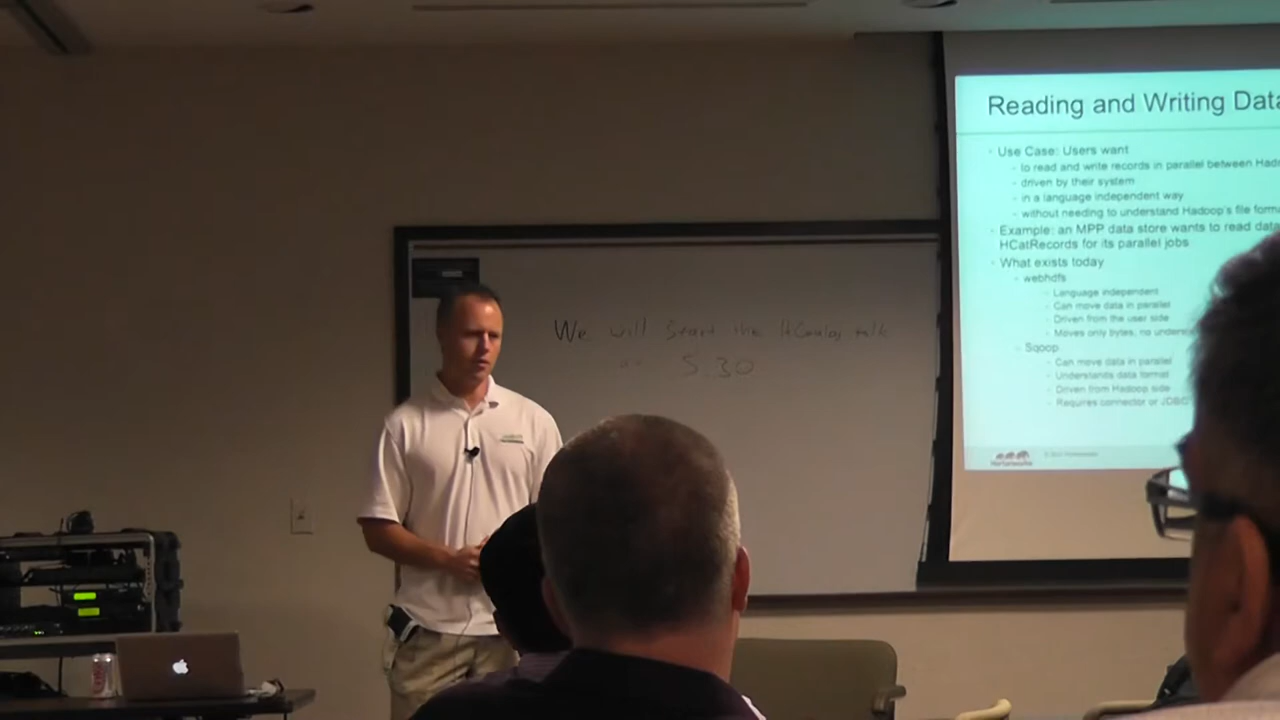 We will start the HCatalog talk
at 5:30
Reading and Writing Data
Use Case: Users want
- to read and write records in parallel between Had
- driven by their system
- in a language independent way
- without needing to understand Hadoop's file forma
Example: an MPP data store wants to read data
HCatRecords for its parallel jobs
What exists today
- webhdfs
- Language independent
- Can move data in parallel
- Driven from the user side
- Moves only bytes, no underst
- Sqoop
- Can move data in parallel
- Understands data format
- Driven from Hadoop side
- Requires connector or JDBC
Hortonworks